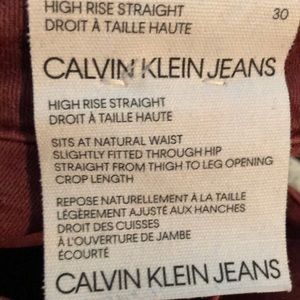 HIGH RISE STRAIGHT 30
DROIT À TAILLE HAUTE
CALVIN KLEIN JEANS
HIGH RISE STRAIGHT
DROIT À TAILLE HAUTE
SITS AT NATURAL WAIST
SLIGHTLY FITTED THROUGH HIP
STRAIGHT FROM THIGH TO LEG OPENING
CROP LENGTH
REPOSE NATURELLEMENT À LA TAILLE
LÉGÈREMENT AJUSTÉ AUX HANCHES
DROIT DES CUISSES
À L'OUVERTURE DE JAMBE
ÉCOURTÉ
CALVIN KLEIN JEANS